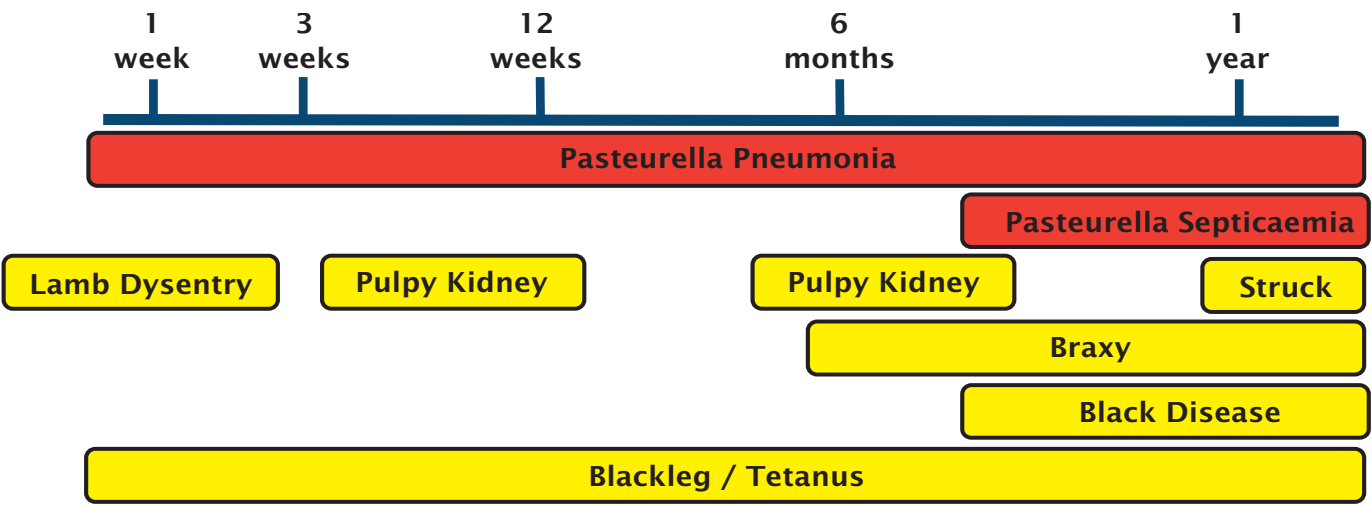 1 week
3 weeks
12 weeks
6 months
1 year
Pasteurella Pneumonia
Pasteurella Septicaemia
Lamb Dysentry
Pulpy Kidney
Pulpy Kidney
Struck
Braxy
Black Disease
Blackleg / Tetanus